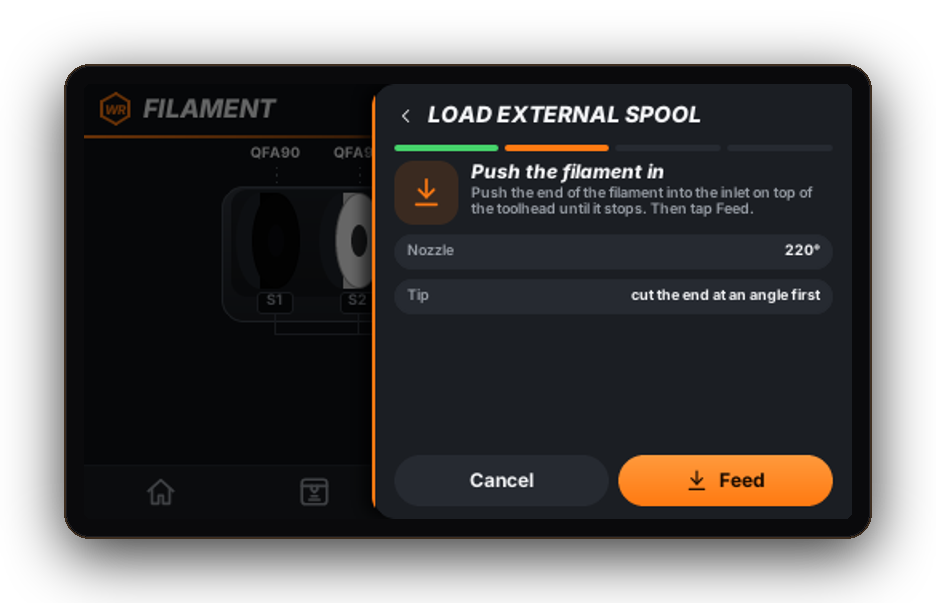 WR FILAMENT
QFA90
QFA9
S1
S2
LOAD EXTERNAL SPOOL
Push the filament in
Push the end of the filament into the inlet on top of
the toolhead until it stops. Then tap Feed.
Nozzle 220°
Tip cut the end at an angle first
Cancel
Feed